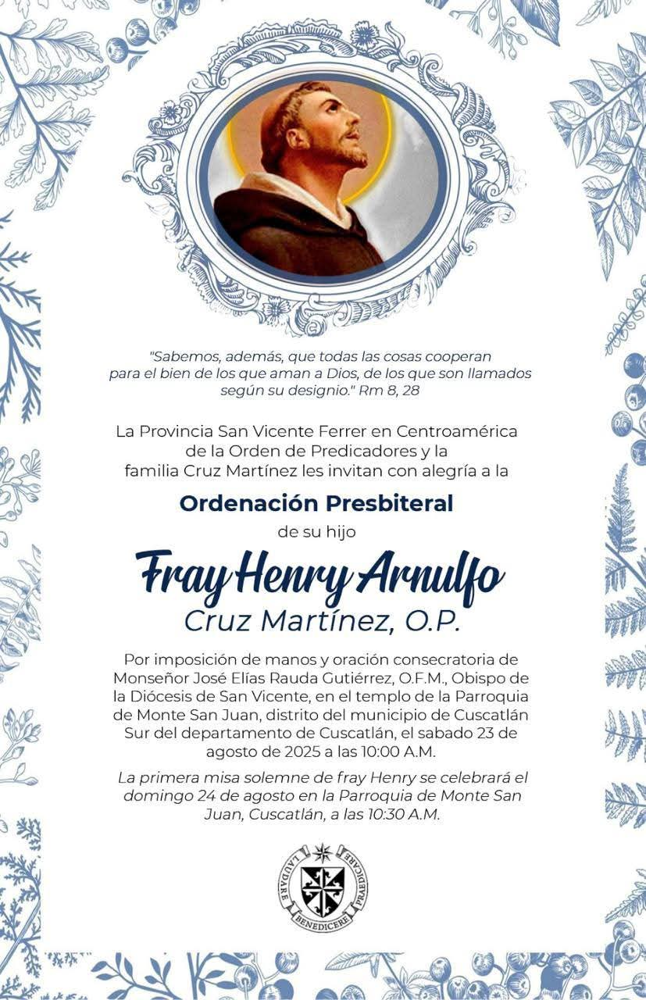 "Sabemos, además, que todas las cosas cooperan
para el bien de los que aman a Dios, de los que son llamados
según su designio." Rm 8, 28
La Provincia San Vicente Ferrer en Centroamérica
de la Orden de Predicadores y la
familia Cruz Martínez les invitan con alegría a la
Ordenación Presbiteral
de su hijo
Fray Henry Arnulfo
Cruz Martínez, O.P.
Por imposición de manos y oración consecratoria de
Monseñor José Elías Rauda Gutiérrez, O.F.M., Obispo de
la Diócesis de San Vicente, en el templo de la Parroquia
de Monte San Juan, distrito del municipio de Cuscatlán
Sur del departamento de Cuscatlán, el sabado 23 de
agosto de 2025 a las 10:00 A.M.
La primera misa solemne de fray Henry se celebrará el
domingo 24 de agosto en la Parroquia de Monte San
Juan, Cuscatlán, a las 10:30 A.M.
LAUDARE
BENEDICERE
PRAEDICARE